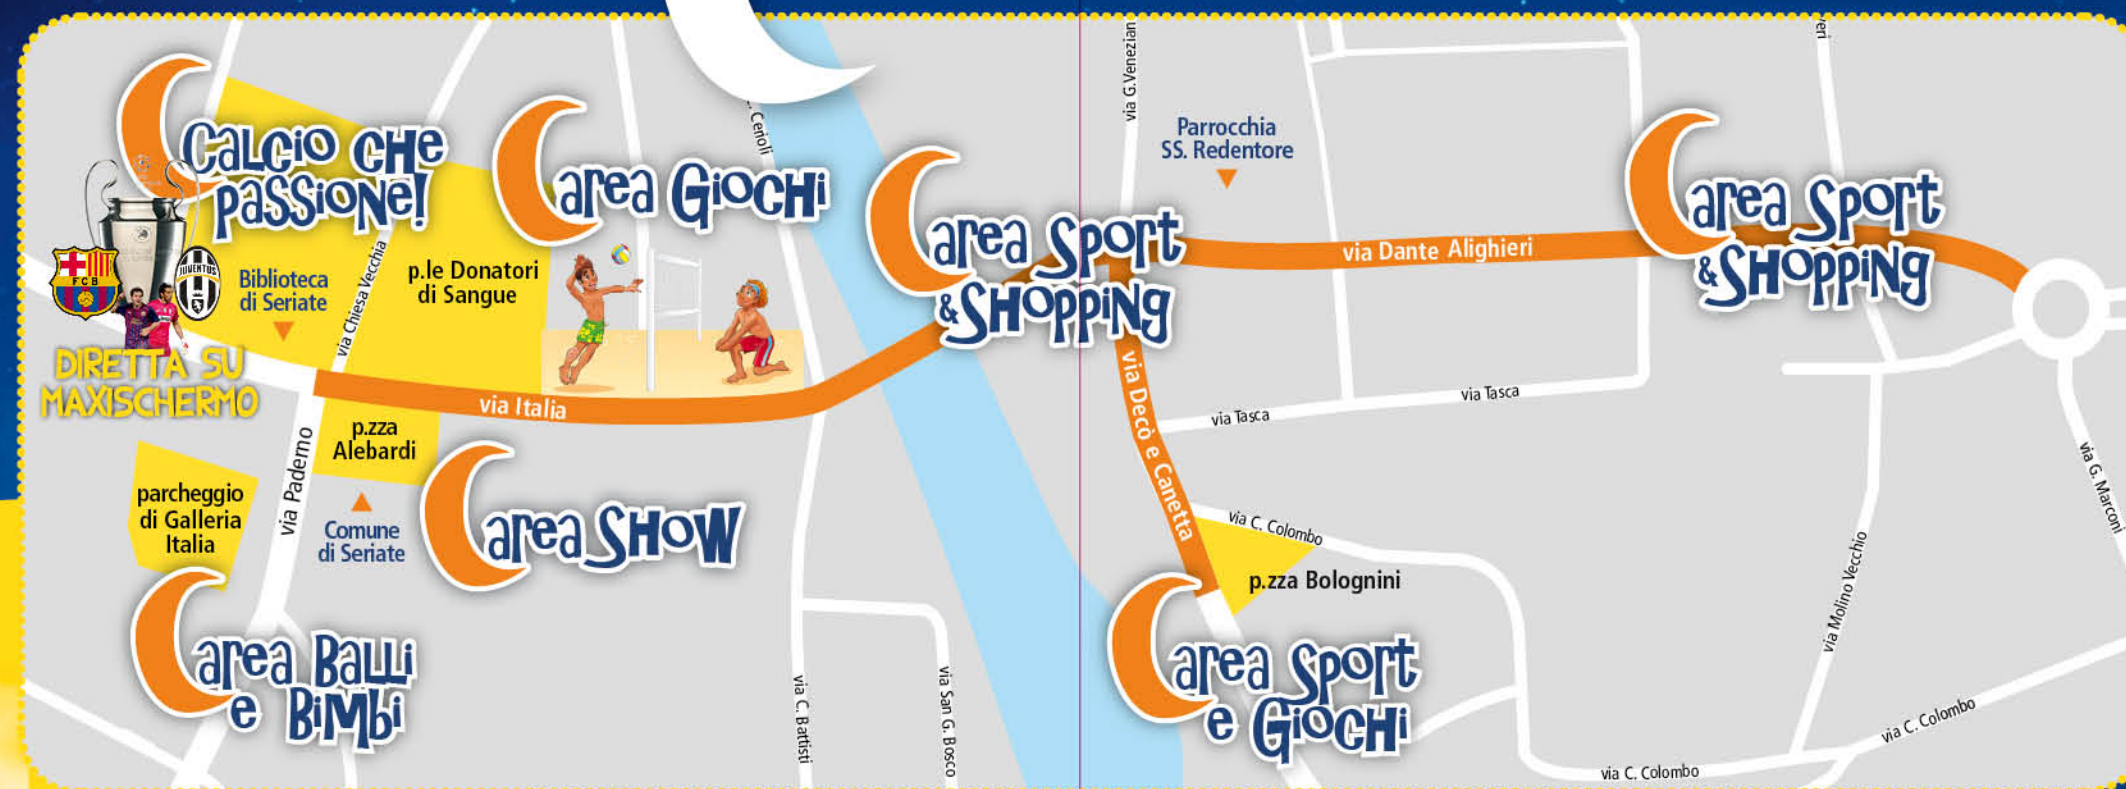 Calcio che
passione!
FCB
JUVENTUS
DIRETTA SU
MAXISCHERMO
Biblioteca
di Seriate
via Chiesa Vecchia
p.le Donatori
di Sangue
area Giochi
Cerioli
via Italia
p.zza
Alebardi
parcheggio
di Galleria
Italia
via Paderno
Comune
di Seriate
area Show
area Balli
e Bimbi
via C. Battisti
via San G. Bosco
area Sport
& Shopping
via G.Venezian
Parrocchia
SS. Redentore
via Dante Alighieri
area Sport
& Shopping
via Decò e Canetta
via Tasca
via Tasca
via C. Colombo
p.zza Bolognini
area Sport
e Giochi
via G. Marconi
via Molino Vecchio
via C. Colombo
via C. Colombo